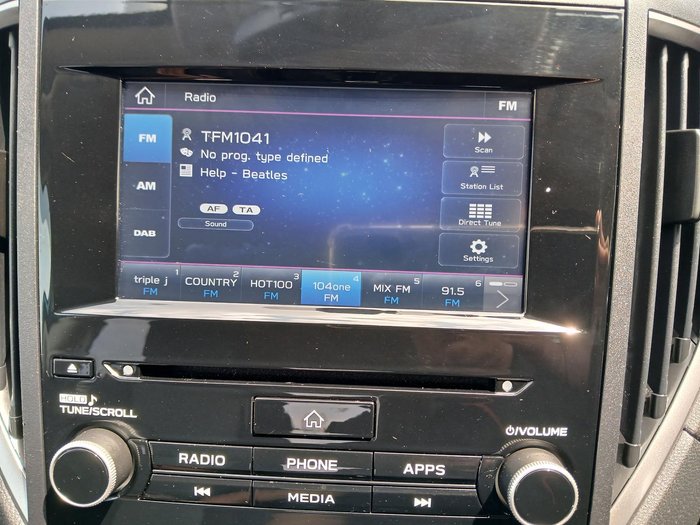 Radio FM
FM
TFM1041
No prog. type defined
Help - Beatles
AM
AF TA
Sound
DAB
Scan
Station List
Direct Tune
Settings
1 2 3 4 5 6
triple j COUNTRY HOT100 104one MIX FM 91.5
FM FM FM FM FM FM
HOLD
TUNE/SCROLL
/VOLUME
RADIO PHONE APPS
MEDIA